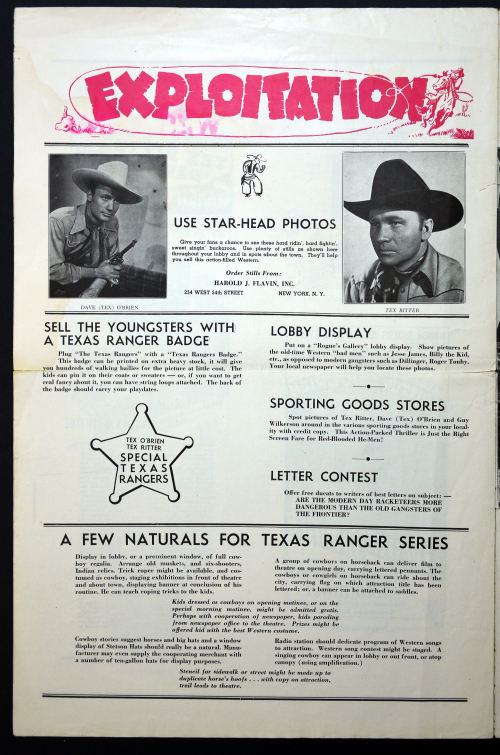 EXPLOITATION
USE STAR-HEAD PHOTOS
Give your fans a chance to see these hard ridin', hard fightin',
sweet singin' buckaroos. Use plenty of stills as shown here
throughout your lobby and in spots about the town. They'll help
you sell this action-filled Western.
Order Stills From:
HAROLD J. FLAVIN, INC.
254 WEST 54th STREET NEW YORK, N. Y.
DAVE (TEX) O'BRIEN
TEX RITTER
SELL THE YOUNGSTERS WITH
A TEXAS RANGER BADGE
Plug "The Texas Rangers" with a "Texas Rangers Badge."
This badge can be printed on extra heavy stock, it will give
you hundreds of walking ballies for the picture at little cost. The
kids can pin it on their coats or sweaters — or, if you want to get
real fancy about it, you can have string loops attached. The back of
the badge should carry your playdates.
TEX O'BRIEN
TEX RITTER
SPECIAL
TEXAS
RANGERS
LOBBY DISPLAY
Put on a "Rogue's Gallery" lobby display. Show pictures of
the old-time Western "bad men" such as Jesse James, Billy the Kid,
etc., as opposed to modern gangsters such as Dillinger, Roger Touhy.
Your local newspaper will help you locate these photos.
SPORTING GOODS STORES
Spot pictures of Tex Ritter, Dave (Tex) O'Brien and Guy
Wilkerson around in the various sporting goods stores in your local-
ity with credit copy. This Action-Packed Thriller is Just the Right
Screen Fare for Red-Blooded He-Men!
LETTER CONTEST
Offer free ducats to writers of best letters on subject: —
ARE THE MODERN DAY RACKETEERS MORE
DANGEROUS THAN THE OLD GANGSTERS OF
THE FRONTIER?
A FEW NATURALS FOR TEXAS RANGER SERIES
Display in lobby, or a prominent window, of full cow-
boy regalia. Arrange old muskets, and six-shooters,
Indian relics. Trick roper might be available, and cos-
tumed as cowboy, staging exhibitions in front of theatre
and about town, displaying banner at conclusion of his
routine. He can teach roping tricks to the kids.
A group of cowboys on horseback can deliver film to
theatre on opening day, carrying lettered pennants. The
cowboys or cowgirls on horseback can ride about the
city, carrying flag on which attraction title has been
lettered; or, a banner can be attached to saddles.
Kids dressed as cowboys on opening matinee, or on the
special morning matinee, might be admitted gratis.
Perhaps with cooperation of newspaper, kids parading
from newspaper office to the theatre. Prizes might be
offered kid with the best Western costume.
Cowboy stories suggest horses and big hats and a window
display of Stetson Hats should really be a natural. Manu-
facturer may even supply the cooperating merchant with
a number of ten-gallon hats for display purposes.
Radio station should dedicate program of Western songs
to attraction. Western song contest might be staged. A
singing cowboy can appear in lobby or out front, or atop
canopy (using amplification.)
Stencil for sidewalk or street might be made up to
duplicate horse's hoofs . . . with copy on attraction,
trail leads to theatre.